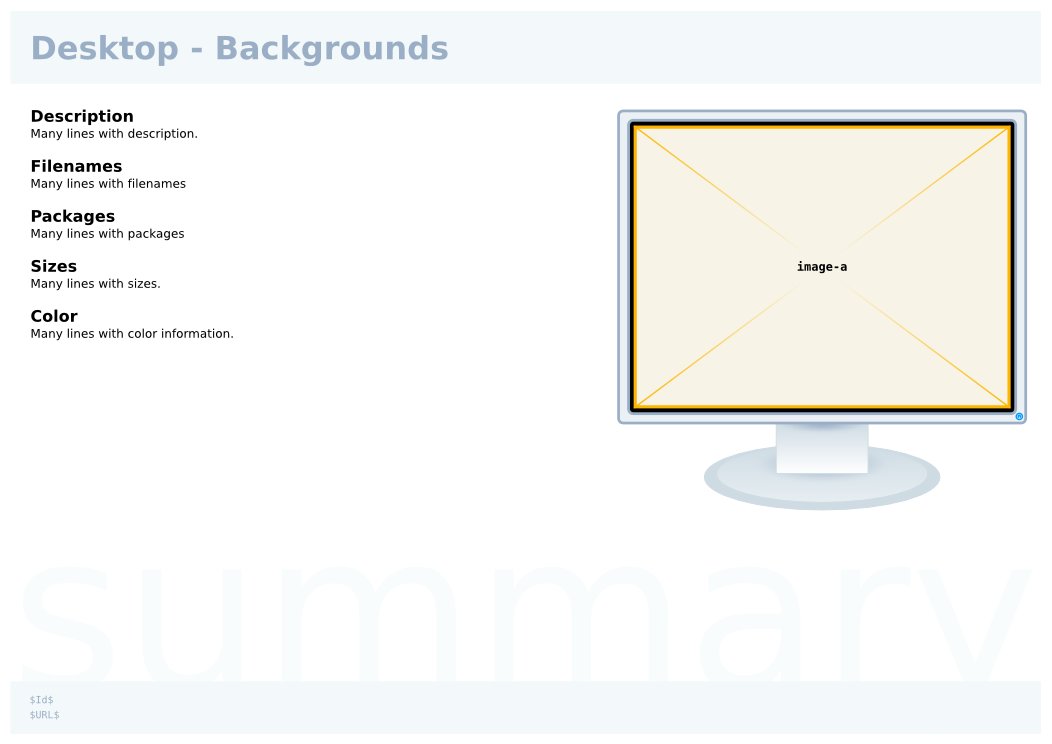 Desktop - Backgrounds
Description
Many lines with description.
Filenames
Many lines with filenames
Packages
Many lines with packages
Sizes
Many lines with sizes.
Color
Many lines with color information.
image-a
summary
$Id$
$URL$